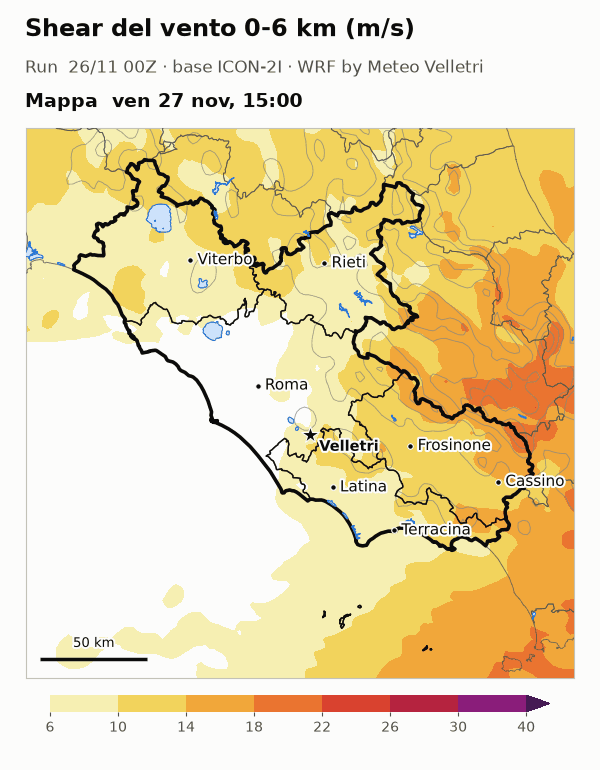 Shear del vento 0-6 km (m/s)
Run  26/11 00Z · base ICON-2I · WRF by Meteo Velletri
Mappa  ven 27 nov, 15:00
Viterbo
Rieti
Roma
Velletri
Frosinone
Cassino
Latina
Terracina
50 km
6 10 14 18 22 26 30 40